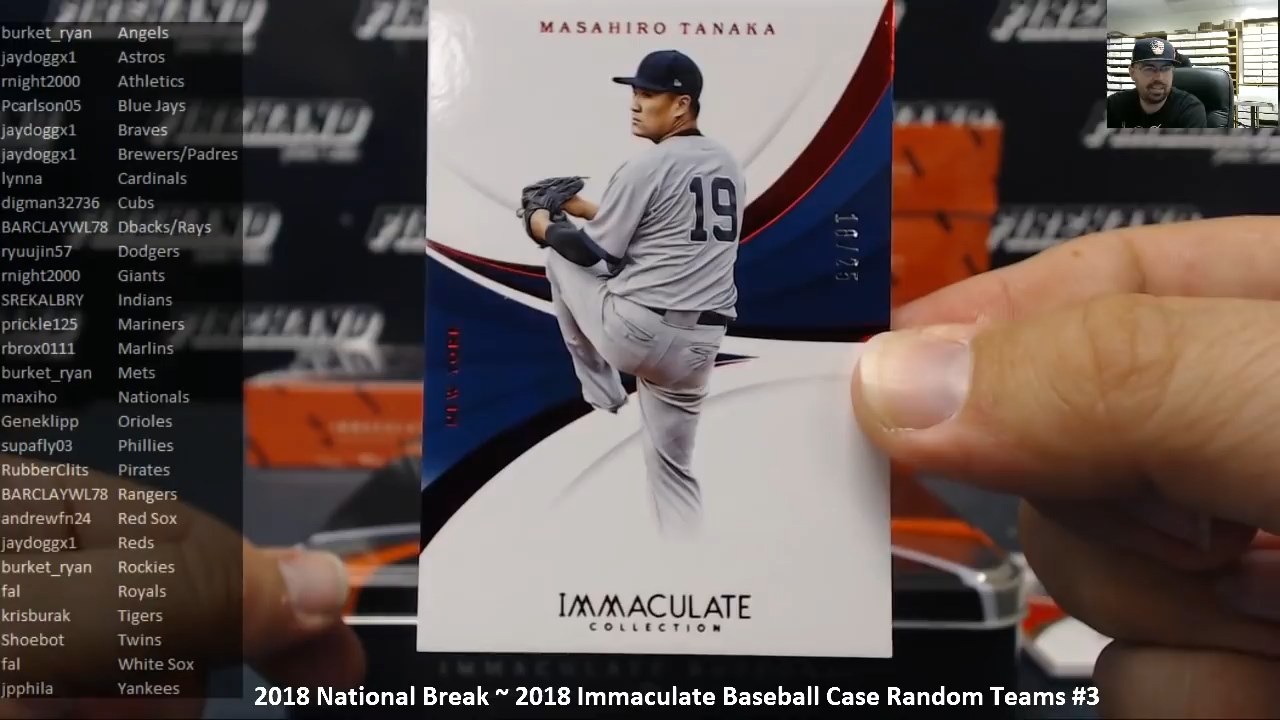 burket_ryan Angels
jaydoggx1 Astros
rnight2000 Athletics
Pcarlson05 Blue Jays
jaydoggx1 Braves
jaydoggx1 Brewers/Padres
lynna Cardinals
digman32736 Cubs
BARCLAYWL78 Dbacks/Rays
ryuujin57 Dodgers
rnight2000 Giants
SREKALBRY Indians
prickle125 Mariners
rbrox0111 Marlins
burket_ryan Mets
maxiho Nationals
Geneklipp Orioles
supafly03 Phillies
RubberClits Pirates
BARCLAYWL78 Rangers
andrewfn24 Red Sox
jaydoggx1 Reds
burket_ryan Rockies
fal Royals
krisburak Tigers
Shoebot Twins
fal White Sox
jpphila Yankees
MASAHIRO TANAKA
19
NEW YORK
IMMACULATE
COLLECTION
2018 National Break ~ 2018 Immaculate Baseball Case Random Teams #3